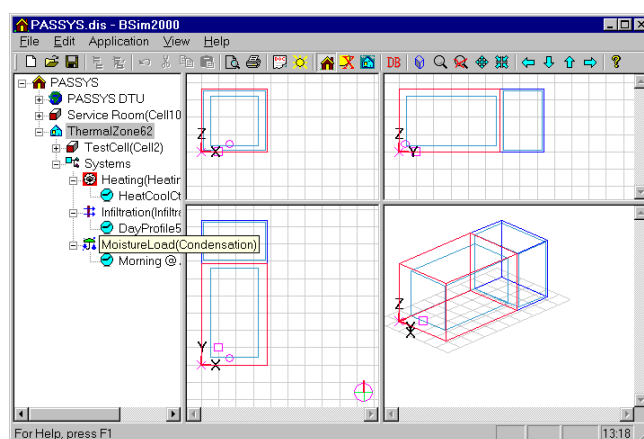 PASSYS.dis - BSim2000
File Edit Application View Help
DB
PASSYS
PASSYS DTU
Service Room(Cell10
ThermalZone62
TestCell(Cell2)
Systems
Heating(Heatin
HeatCoolCt
Infiltration(Infiltra
DayProfile5
MoistureLoad(Condensation)
Morning @.
Z
X
Z
Y
Y
X
Z
Y
X
For Help, press F1
13:18